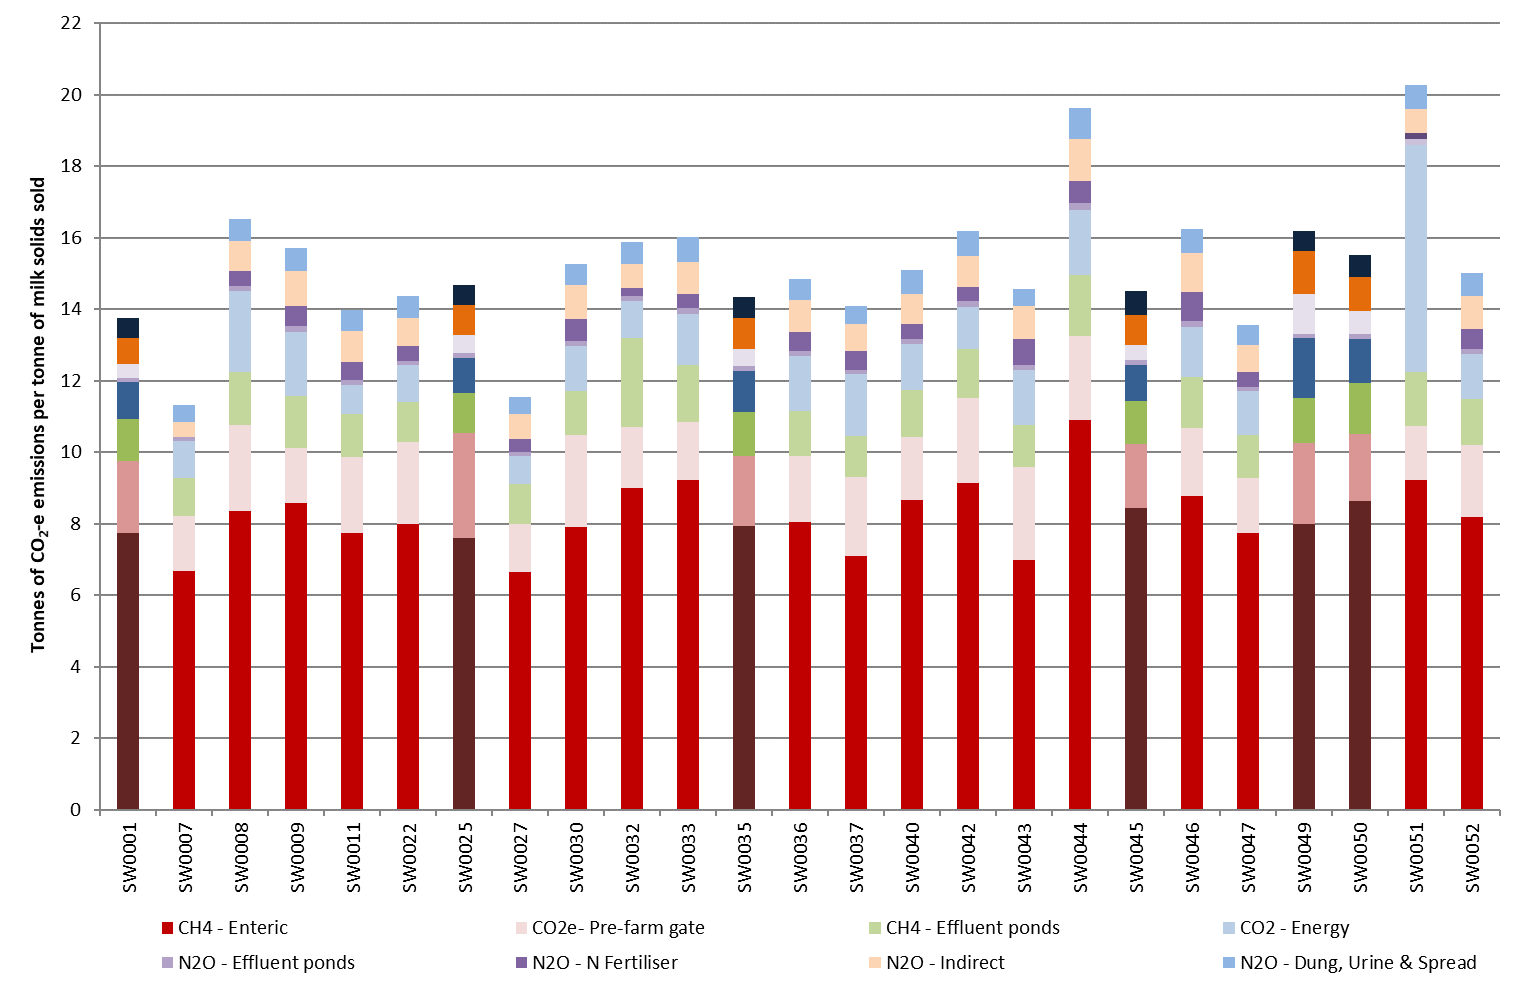 Tonnes of CO2-e emissions per tonne of milk solids sold
22
20
18
16
14
12
10
8
6
4
2
0
SW0001
SW0007
SW0008
SW0009
SW0011
SW0022
SW0025
SW0027
SW0030
SW0032
SW0033
SW0035
SW0036
SW0037
SW0040
SW0042
SW0043
SW0044
SW0045
SW0046
SW0047
SW0049
SW0050
SW0051
SW0052
CH4 - Enteric
CO2e- Pre-farm gate
CH4 - Effluent ponds
CO2 - Energy
N2O - Effluent ponds
N2O - N Fertiliser
N2O - Indirect
N2O - Dung, Urine & Spread